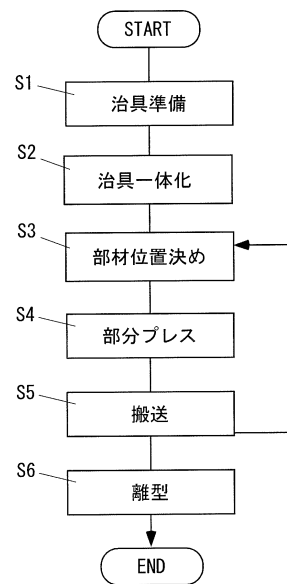 START
S1
治具準備
S2
治具一体化
S3
部材位置決め
S4
部分プレス
S5
搬送
S6
離型
END